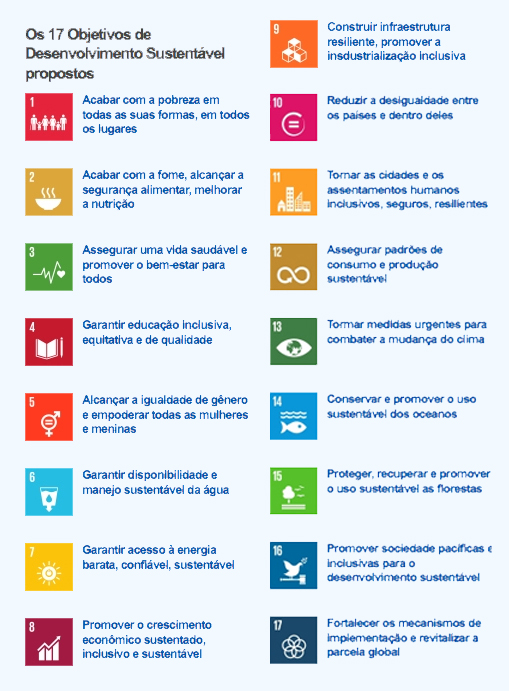 Os 17 Objetivos de
Desenvolvimento Sustentável
propostos
1
Acabar com a pobreza em
todas as suas formas, em todos
os lugares
2
Acabar com a fome, alcançar a
segurança alimentar, melhorar
a nutrição
3
Assegurar uma vida saudável e
promover o bem-estar para
todos
4
Garantir educação inclusiva,
equitativa e de qualidade
5
Alcançar a igualdade de gênero
e empoderar todas as mulheres
e meninas
6
Garantir disponibilidade e
manejo sustentável da água
7
Garantir acesso à energia
barata, confiável, sustentável
8
Promover o crescimento
econômico sustentado,
inclusivo e sustentável
9
Construir infraestrutura
resiliente, promover a
insdustrialização inclusiva
10
Reduzir a desigualdade entre
os países e dentro deles
11
Tornar as cidades e os
assentamentos humanos
inclusivos, seguros, resilientes
12
Assegurar padrões de
consumo e produção
sustentável
13
Tormar medidas urgentes para
combater a mudança do clima
14
Conservar e promover o uso
sustentável dos oceanos
15
Proteger, recuperar e promover
o uso sustentável as florestas
16
Promover sociedade pacíficas e
inclusivas para o
desenvolvimento sustentável
17
Fortalecer os mecanismos de
implementação e revitalizar a
parcela global